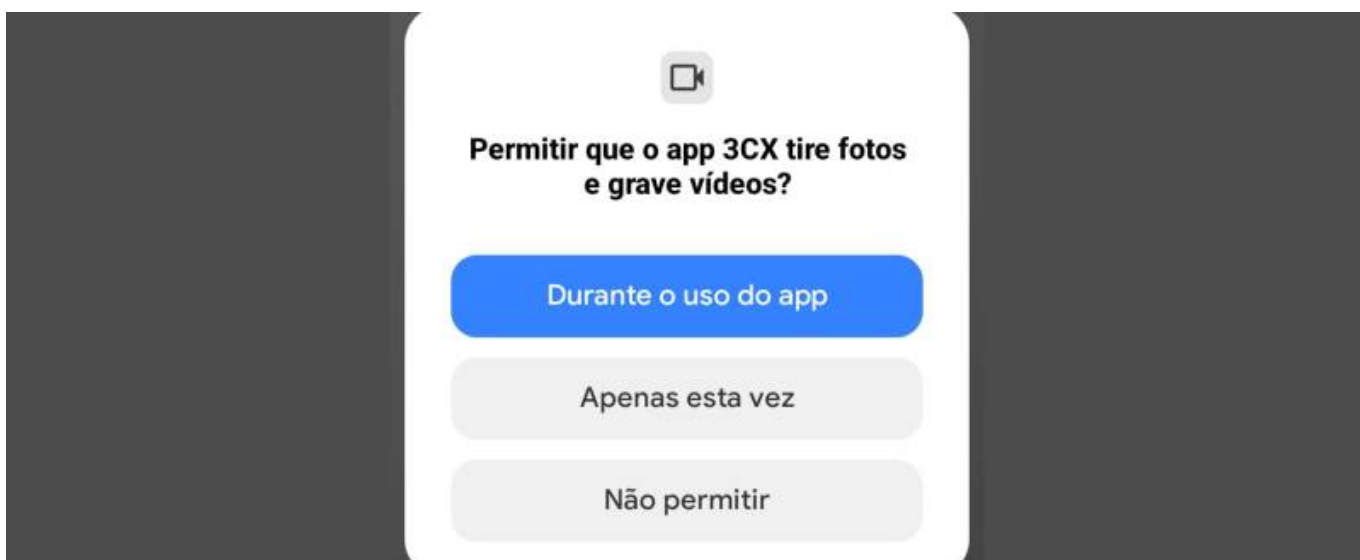 Permitir que o app 3CX tire fotos
e grave vídeos?
Durante o uso do app
Apenas esta vez
Não permitir